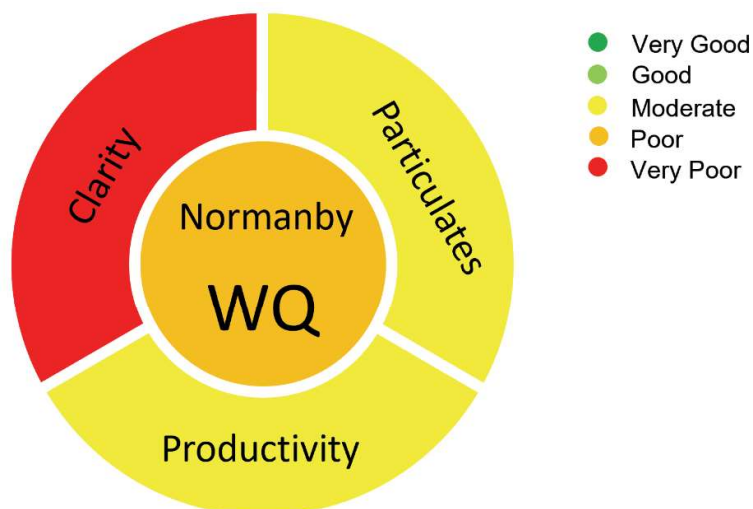 Clarity
Particulates
Normanby
WQ
Productivity
Very Good
Good
Moderate
Poor
Very Poor